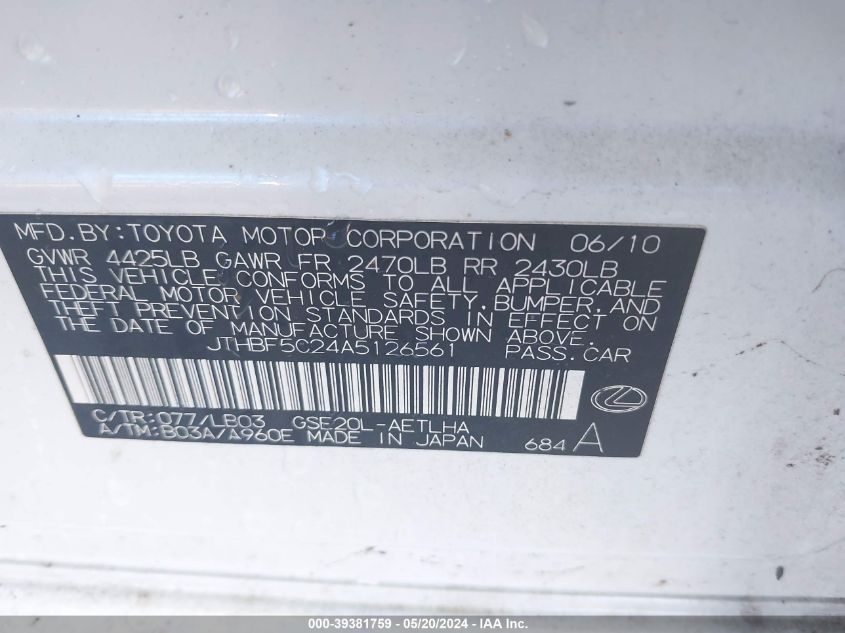 MFD.BY:TOYOTA MOTOR CORPORATION 06/10
GVWR 4425LB GAWR FR 2470LB RR 2430LB
THIS VEHICLE CONFORMS TO ALL APPLICABLE
FEDERAL MOTOR VEHICLE SAFETY,BUMPER,AND
THEFT PREVENTION STANDARDS IN EFFECT ON
THE DATE OF MANUFACTURE SHOWN ABOVE.
JTHBF5C24A5126561 PASS.CAR
C/TR:077/LB03 GSE20L-AETLHA
A/TM:B03A/A960E MADE IN JAPAN 684 A
000-39381759 - 05/20/2024 - IAA Inc.